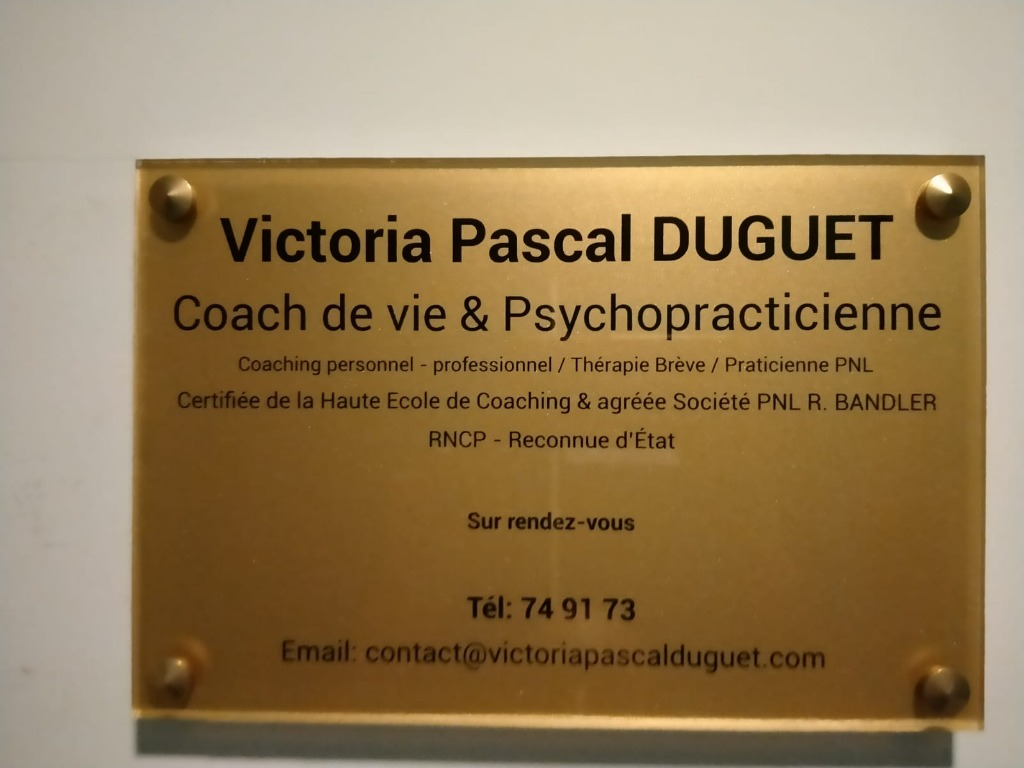 Victoria Pascal DUGUET
Coach de vie & Psychopracticienne
Coaching personnel - professionnel / Thérapie Brève / Praticienne PNL
Certifiée de la Haute Ecole de Coaching & agréée Société PNL R. BANDLER
RNCP - Reconnue d'État
Sur rendez-vous
Tél: 74 91 73
Email: contact@victoriapascalduguet.com